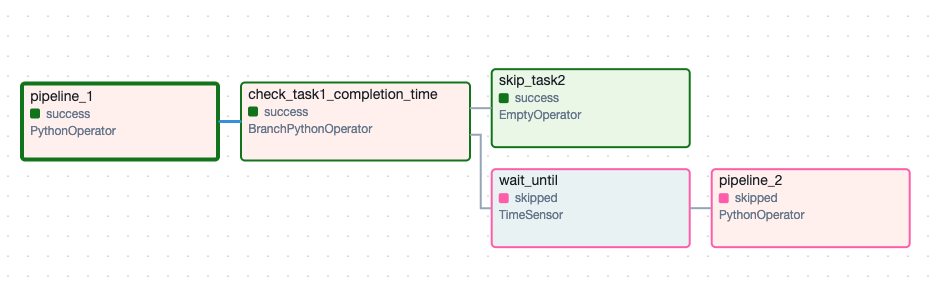 pipeline_1
success
PythonOperator
check_task1_completion_time
success
BranchPythonOperator
skip_task2
success
EmptyOperator
wait_until
skipped
TimeSensor
pipeline_2
skipped
PythonOperator